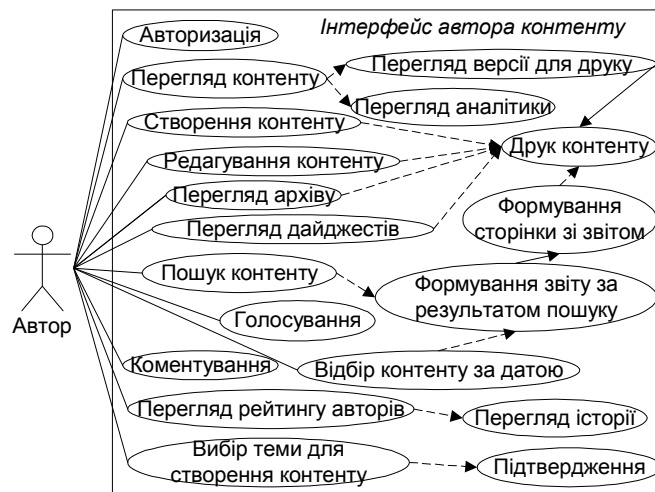 Інтерфейс автора контенту
Авторизація
Перегляд контенту
Перегляд версії для друку
Перегляд аналітики
Створення контенту
Друк контенту
Редагування контенту
Перегляд архіву
Перегляд дайджестів
Формування
сторінки зі звітом
Пошук контенту
Формування звіту за
результатом пошуку
Автор
Голосування
Коментування
Відбір контенту за датою
Перегляд рейтингу авторів
Перегляд історії
Вибір теми для
створення контенту
Підтвердження